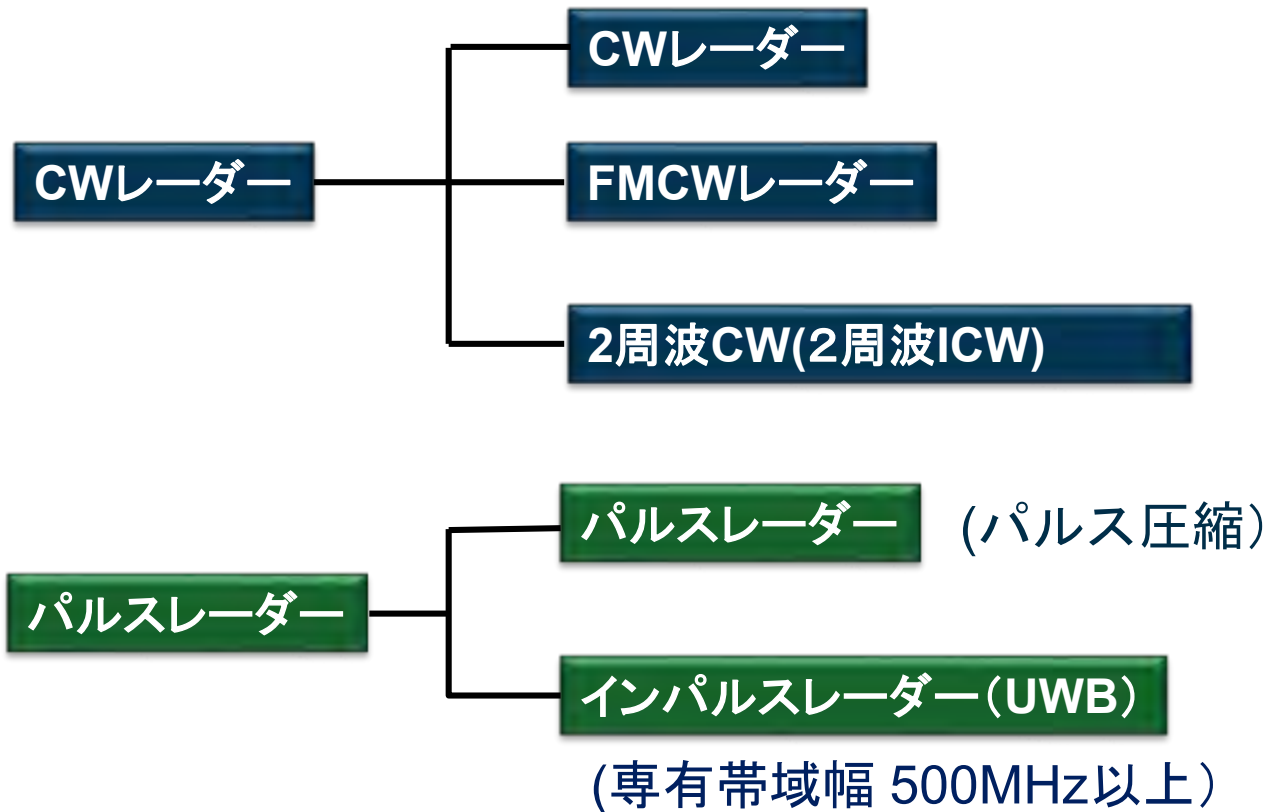 CWレーダー
CWレーダー
FMCWレーダー
2周波CW(２周波ICW)
パルスレーダー
パルスレーダー (パルス圧縮）
インパルスレーダー（UWB）
(専有帯域幅 500MHz以上）